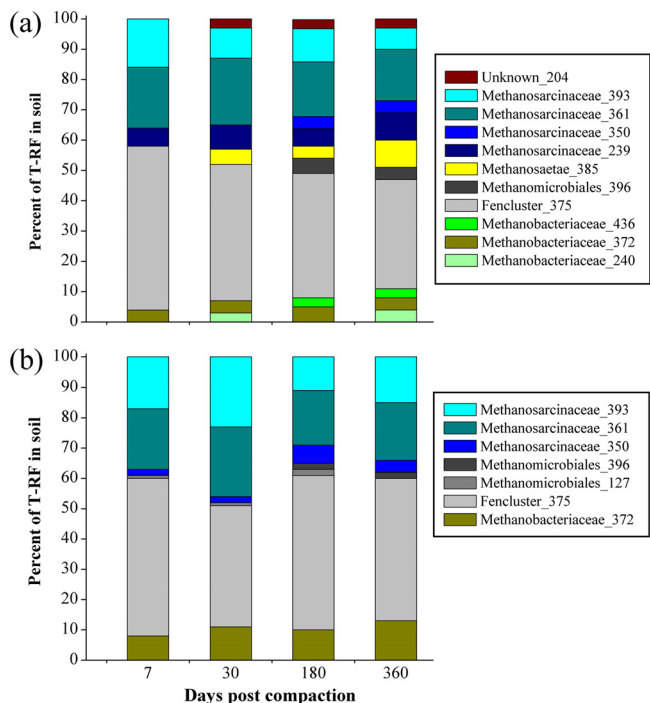 (a)
100
90
80
70
60
50
40
30
20
10
0
Percent of T-RF in soil
Unknown_204
Methanosarcinaceae_393
Methanosarcinaceae_361
Methanosarcinaceae_350
Methanosarcinaceae_239
Methanosaetae_385
Methanomicrobiales_396
Fencluster_375
Methanobacteriaceae_436
Methanobacteriaceae_372
Methanobacteriaceae_240
(b)
100
90
80
70
60
50
40
30
20
10
0
Percent of T-RF in soil
Methanosarcinaceae_393
Methanosarcinaceae_361
Methanosarcinaceae_350
Methanomicrobiales_396
Methanomicrobiales_127
Fencluster_375
Methanobacteriaceae_372
7 30 180 360
Days post compaction